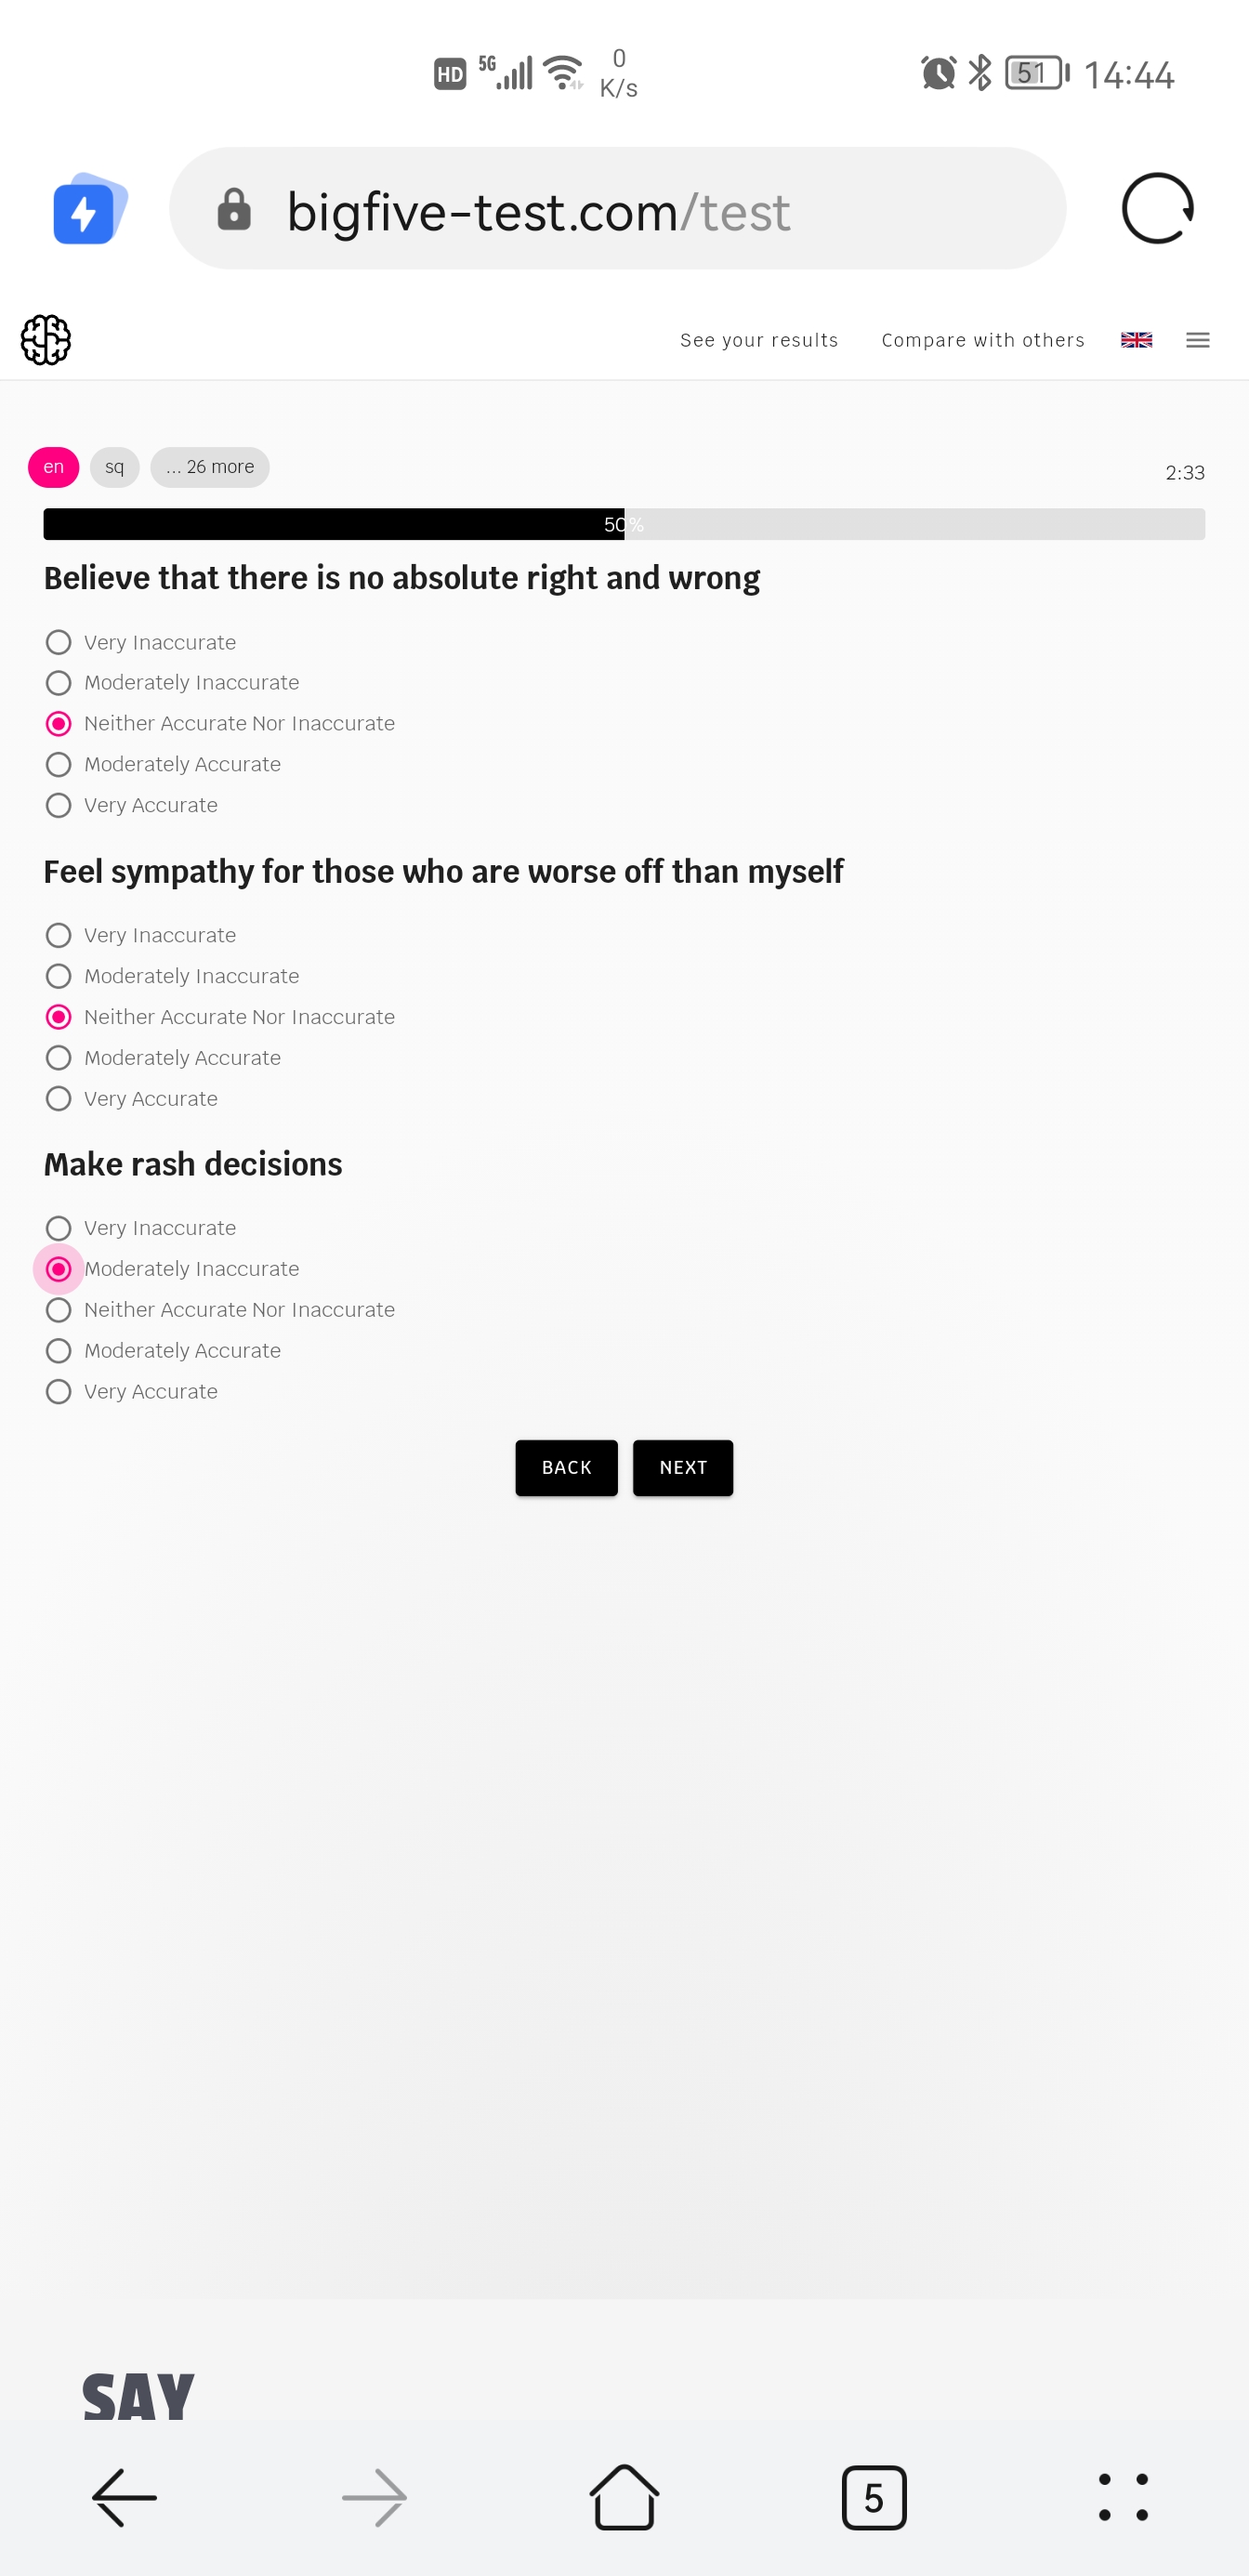 HD 5G 0 K/s 51 14:44
bigfive-test.com/test
See your results Compare with others
en sq ... 26 more 2:33
50%
Believe that there is no absolute right and wrong
Very Inaccurate
Moderately Inaccurate
Neither Accurate Nor Inaccurate
Moderately Accurate
Very Accurate
Feel sympathy for those who are worse off than myself
Very Inaccurate
Moderately Inaccurate
Neither Accurate Nor Inaccurate
Moderately Accurate
Very Accurate
Make rash decisions
Very Inaccurate
Moderately Inaccurate
Neither Accurate Nor Inaccurate
Moderately Accurate
Very Accurate
BACK NEXT
SAY
5